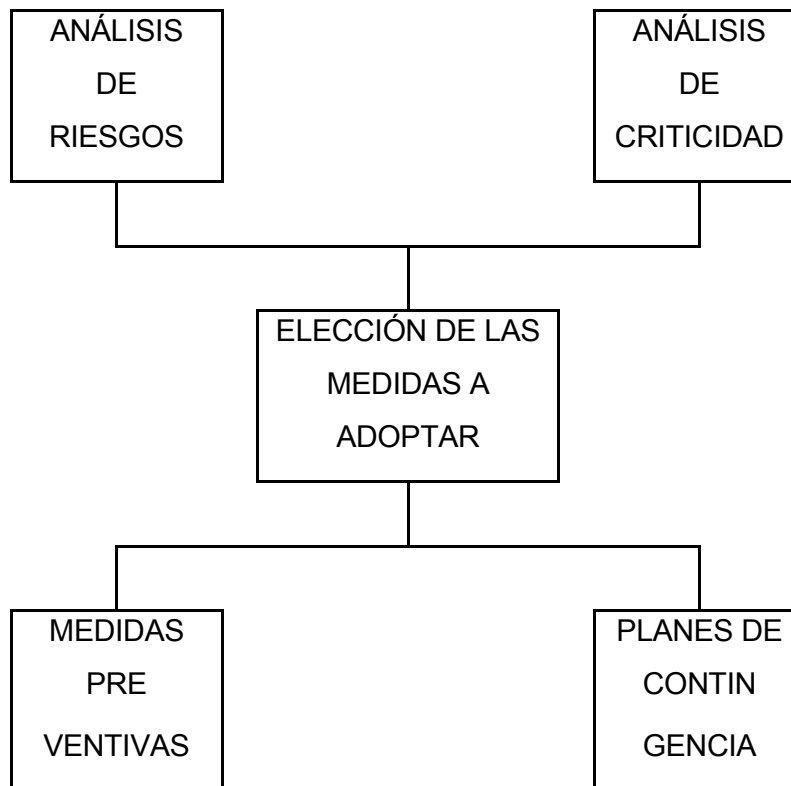 ANÁLISIS
DE
RIESGOS
ANÁLISIS
DE
CRITICIDAD
ELECCIÓN DE LAS
MEDIDAS A
ADOPTAR
MEDIDAS
PRE
VENTIVAS
PLANES DE
CONTIN
GENCIA